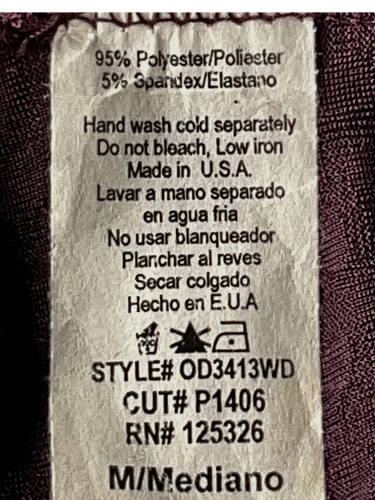 95% Polyester/Poliester
5% Spandex/Elastano
Hand wash cold separately
Do not bleach, Low iron
Made in U.S.A.
Lavar a mano separado
en agua fria
No usar blanqueador
Planchar al reves
Secar colgado
Hecho en E.U.A
STYLE# OD3413WD
CUT# P1406
RN# 125326
M/Mediano